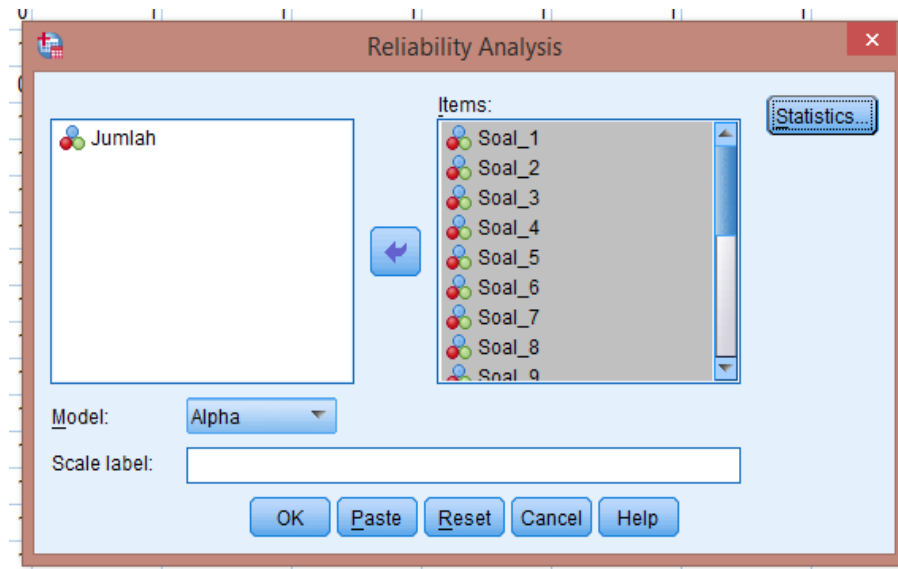 Reliability Analysis
Items:
Statistics...
Jumlah
Soal_1
Soal_2
Soal_3
Soal_4
Soal_5
Soal_6
Soal_7
Soal_8
Soal_9
Model:
Alpha
Scale label:
OK
Paste
Reset
Cancel
Help